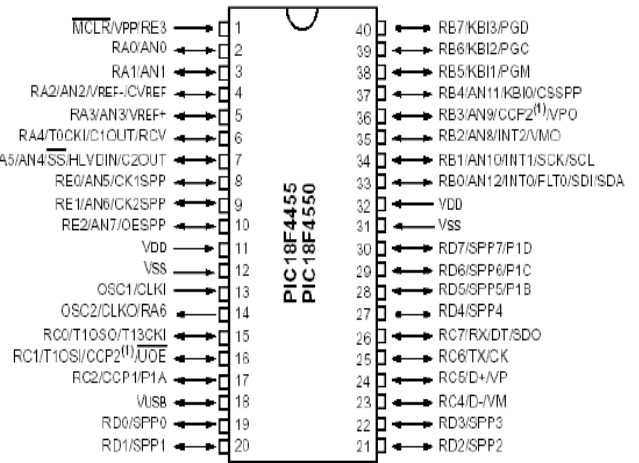 MCLR/VPP/RE3 1 40 RB7/KBI3/PGD
RA0/AN0 2 39 RB6/KBI2/PGC
RA1/AN1 3 38 RB5/KBI1/PGM
RA2/AN2/VREF-/CVREF 4 37 RB4/AN11/KBI0/CSSPP
RA3/AN3/VREF+ 5 36 RB3/AN9/CCP2(1)/VPO
RA4/T0CKI/C1OUT/RCV 6 35 RB2/AN8/INT2/VMO
A5/AN4/SS/HLVDIN/C2OUT 7 34 RB1/AN10/INT1/SCK/SCL
RE0/AN5/CK1SPP 8 33 RB0/AN12/INT0/FLT0/SDI/SDA
RE1/AN6/CK2SPP 9 32 VDD
RE2/AN7/OESPP 10 31 VSS
VDD 11 30 RD7/SPP7/P1D
VSS 12 29 RD6/SPP6/P1C
OSC1/CLKI 13 28 RD5/SPP5/P1B
OSC2/CLKO/RA6 14 27 RD4/SPP4
RC0/T1OSO/T13CKI 15 26 RC7/RX/DT/SDO
RC1/T1OSI/CCP2(1)/UOE 16 25 RC6/TX/CK
RC2/CCP1/P1A 17 24 RC5/D+/VP
VUSB 18 23 RC4/D-/VM
RD0/SPP0 19 22 RD3/SPP3
RD1/SPP1 20 21 RD2/SPP2
PIC18F4455
PIC18F4550